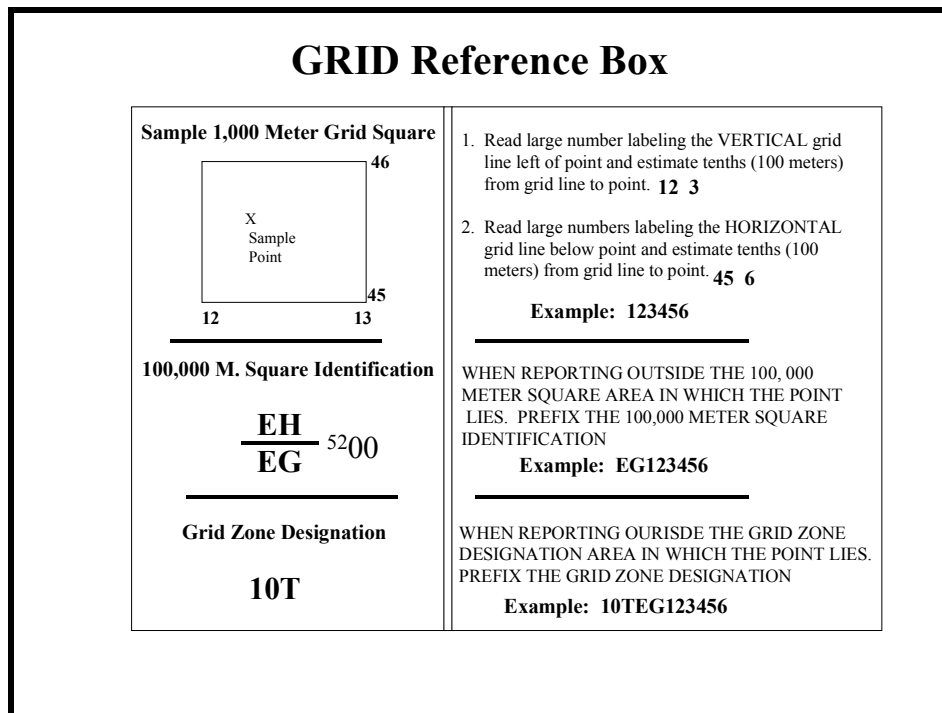 GRID Reference Box
Sample 1,000 Meter Grid Square
46
X
Sample
Point
45
12 13
1. Read large number labeling the VERTICAL grid
line left of point and estimate tenths (100 meters)
from grid line to point. 12 3
2. Read large numbers labeling the HORIZONTAL
grid line below point and estimate tenths (100
meters) from grid line to point. 45 6
Example: 123456
100,000 M. Square Identification
EH
EG
5200
WHEN REPORTING OUTSIDE THE 100, 000
METER SQUARE AREA IN WHICH THE POINT
LIES. PREFIX THE 100,000 METER SQUARE
IDENTIFICATION
Example: EG123456
Grid Zone Designation
10T
WHEN REPORTING OURISDE THE GRID ZONE
DESIGNATION AREA IN WHICH THE POINT LIES.
PREFIX THE GRID ZONE DESIGNATION
Example: 10TEG123456